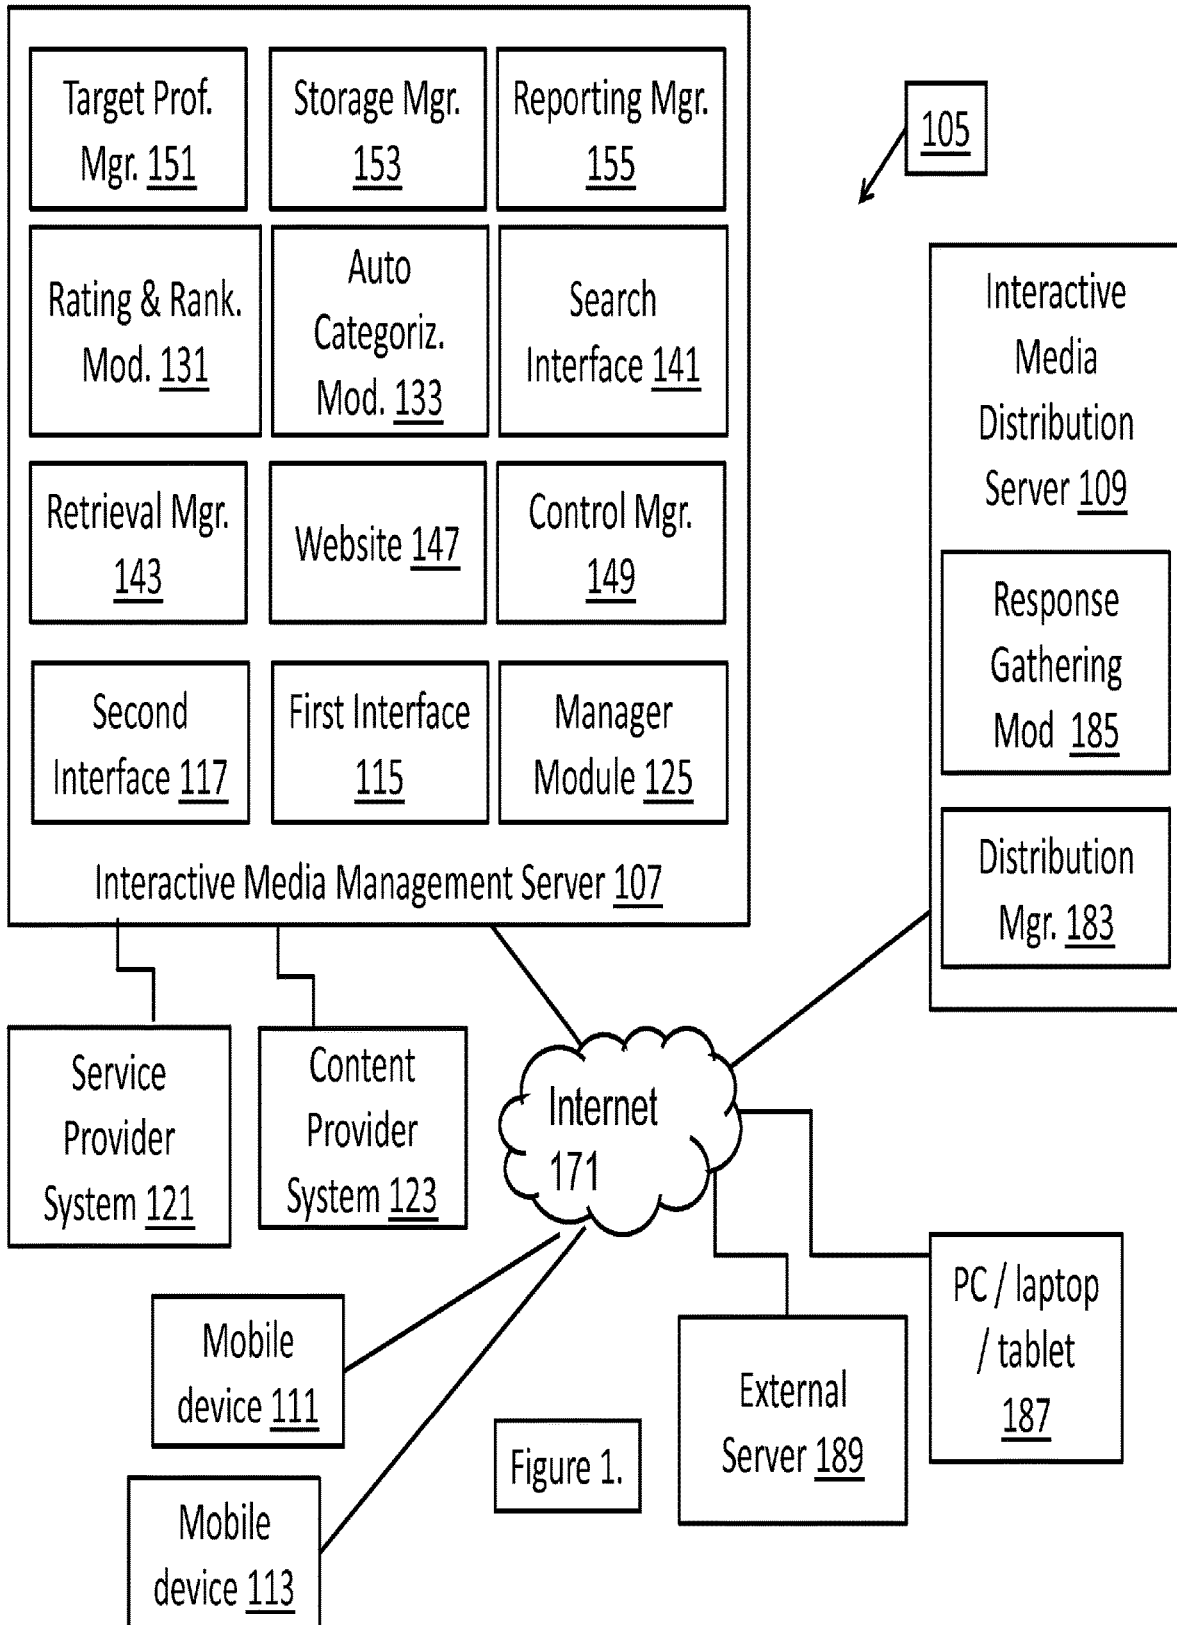 Target Prof.
Mgr. 151
Storage Mgr.
153
Reporting Mgr.
155
105
Rating & Rank.
Mod. 131
Auto
Categoriz.
Mod. 133
Search
Interface 141
Interactive
Media
Distribution
Server 109
Retrieval Mgr.
143
Website 147
Control Mgr.
149
Response
Gathering
Mod 185
Second
Interface 117
First Interface
115
Manager
Module 125
Distribution
Mgr. 183
Interactive Media Management Server 107
Service
Provider
System 121
Content
Provider
System 123
Internet
171
Mobile
device 111
Mobile
device 113
Figure 1.
External
Server 189
PC / laptop
/ tablet
187